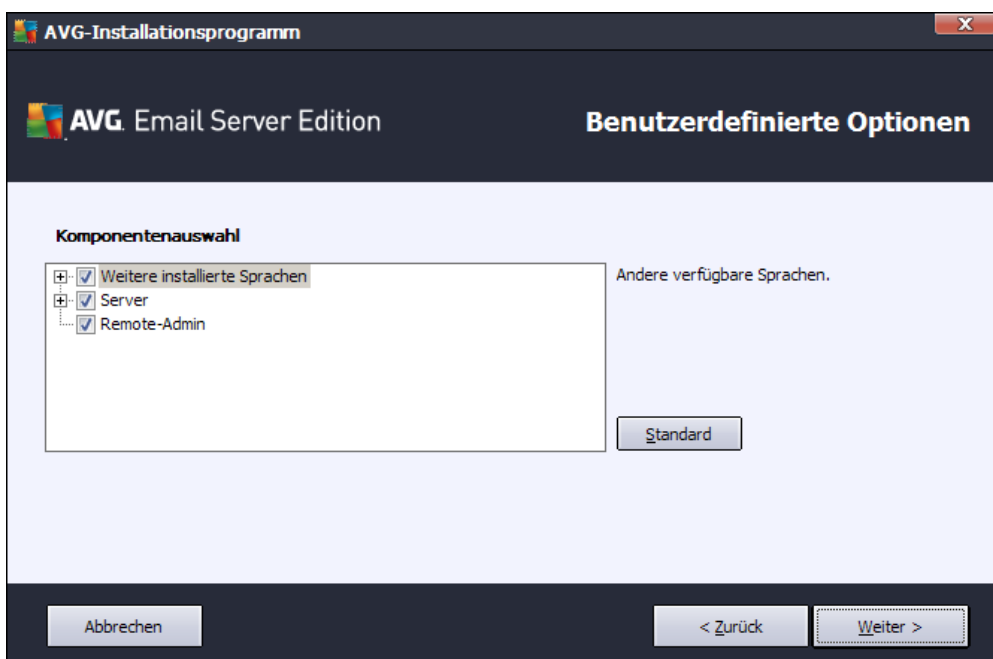 AVG-Installationsprogramm
X
AVG. Email Server Edition
Benutzerdefinierte Optionen
Komponentenauswahl
Weitere installierte Sprachen
Server
Remote-Admin
Andere verfügbare Sprachen.
Standard
Abbrechen
< Zurück
Weiter >